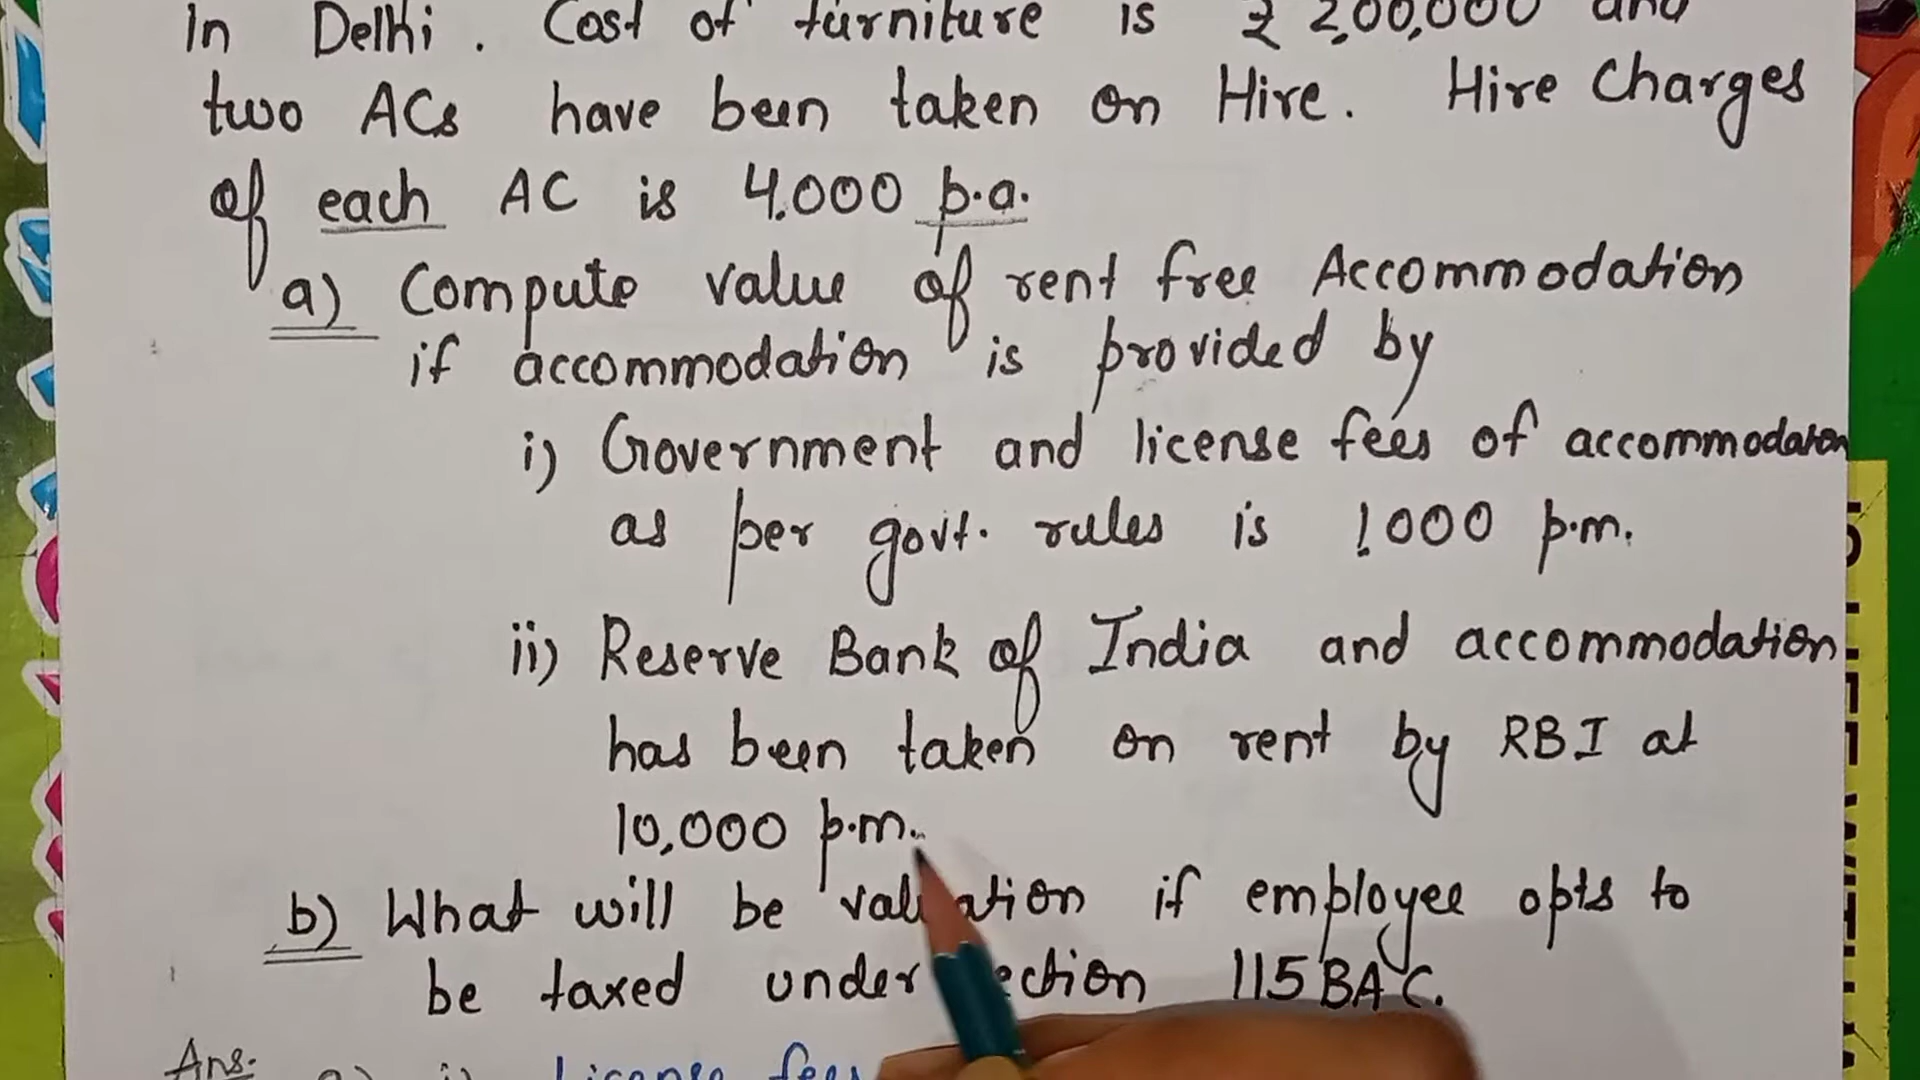 in Delhi. Cost of furniture is ₹ 2,00,000 and
two ACs have been taken on Hire. Hire Charges
of each AC is 4,000 p.a.
a) Compute value of rent free Accommodation
if accommodation is provided by
i) Government and license fees of accommodation
as per govt. rules is 1000 p.m.
ii) Reserve Bank of India and accommodation
has been taken on rent by RBI at
10,000 p.m.
b) What will be valuation if employee opts to
be taxed under section 115BAC.
Ans. a) i) License fees